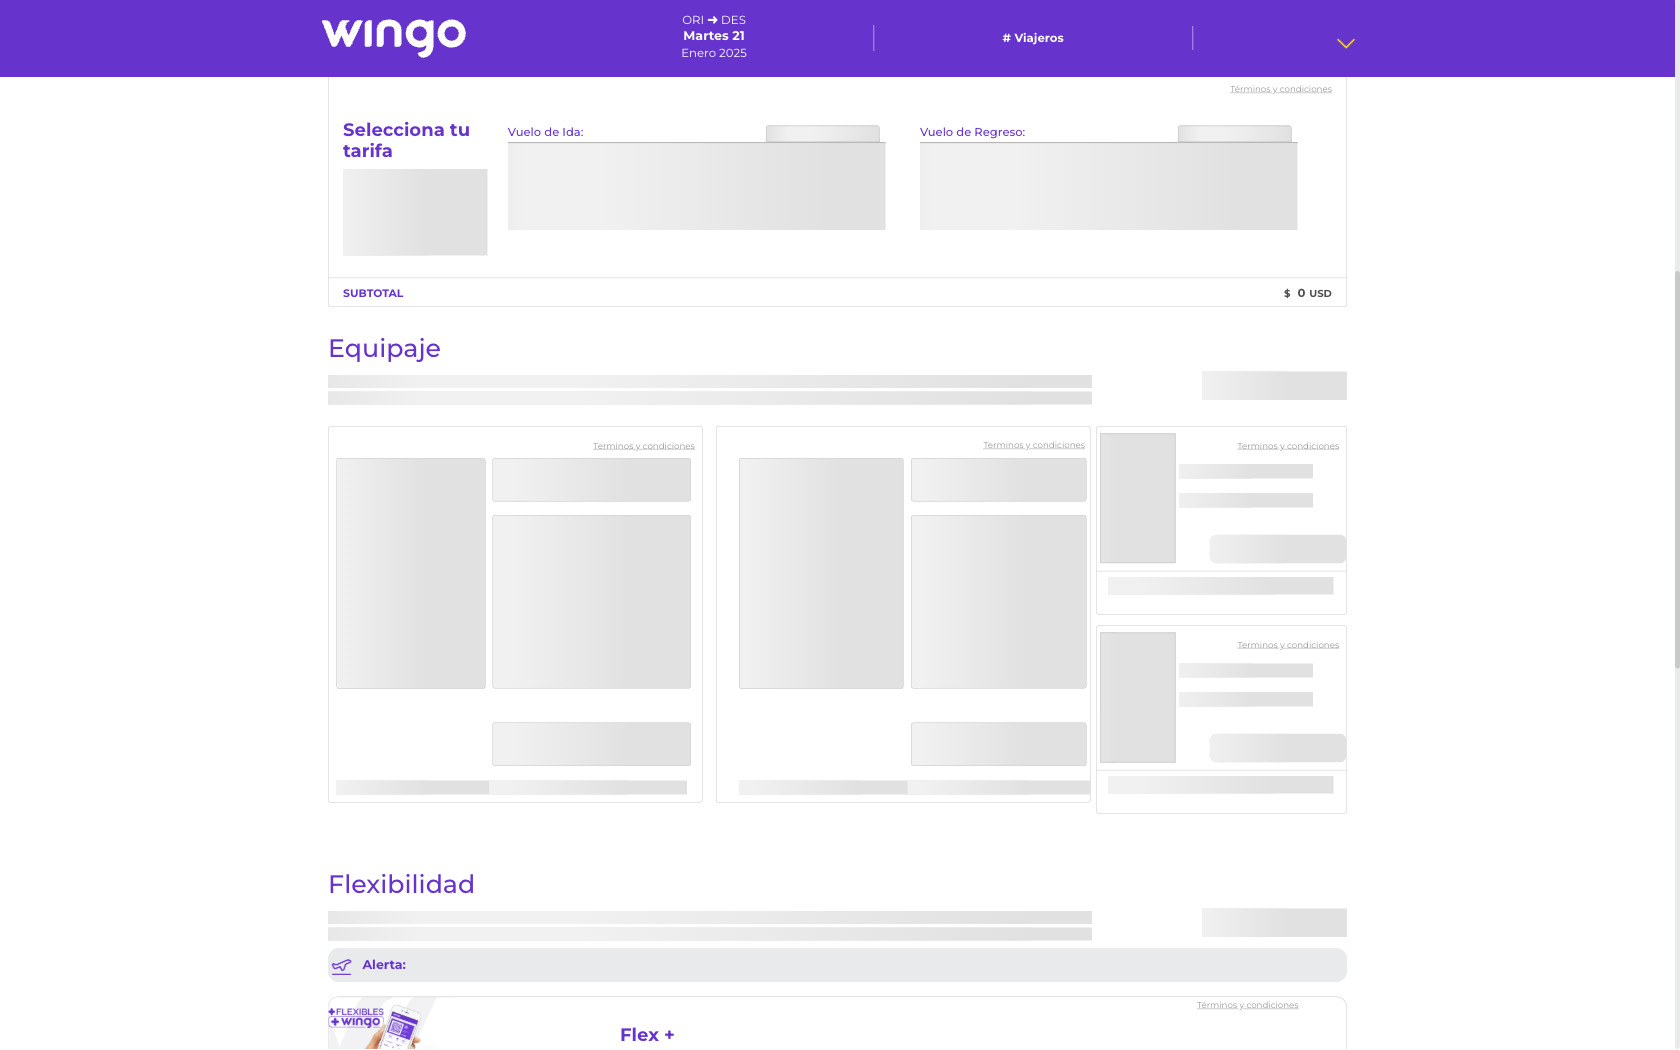 wingo
ORI ➜ DES
Martes 21
Enero 2025
# Viajeros
Términos y condiciones
Selecciona tu
tarifa
Vuelo de Ida:
Vuelo de Regreso:
SUBTOTAL
$ 0 USD
Equipaje
Terminos y condiciones
Terminos y condiciones
Terminos y condiciones
Terminos y condiciones
Flexibilidad
Alerta:
Términos y condiciones
+FLEXIBLES
+wingo
Flex +